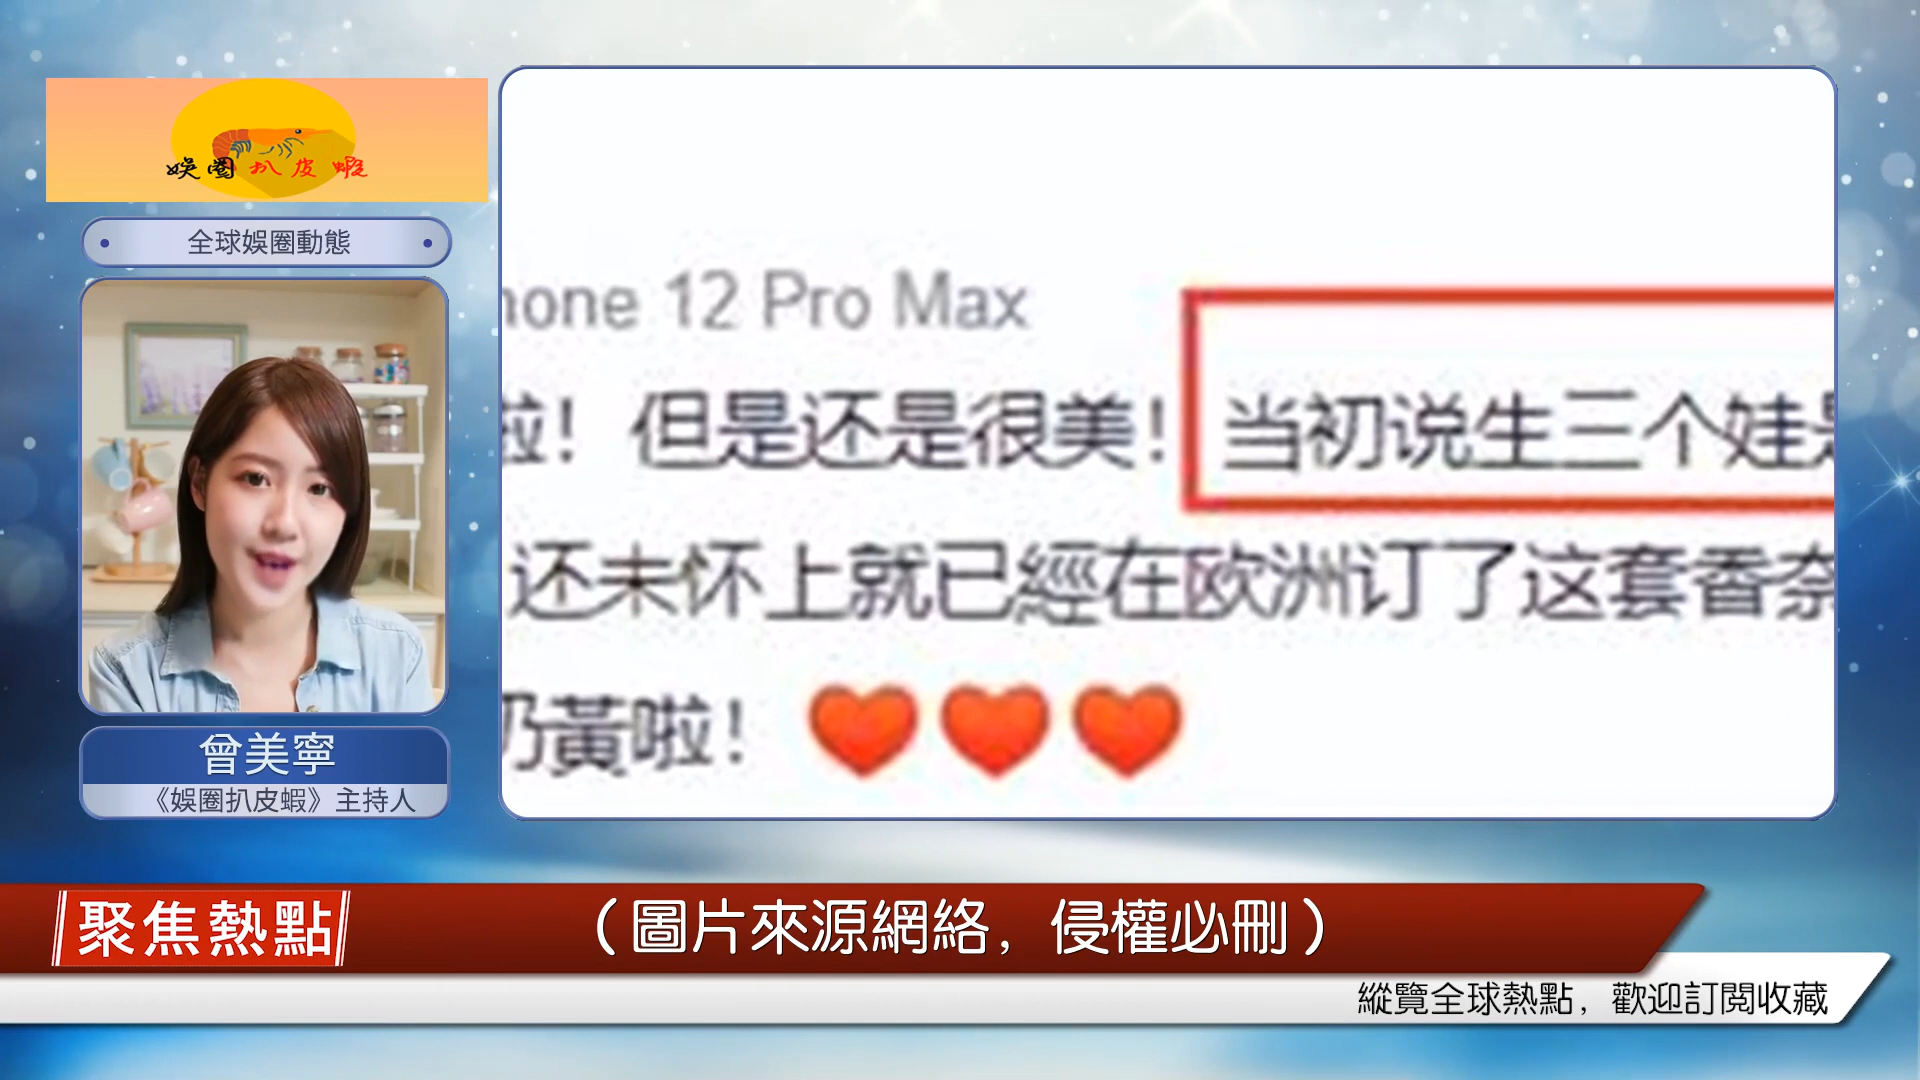 娛圈扒皮蝦
全球娛圈動態
曾美寧
《娛圈扒皮蝦》主持人
hone 12 Pro Max
啦！但是还是很美！当初说生三个娃是
还未怀上就已經在欧洲订了这套香奈
奶黃啦！❤❤❤
聚焦熱點
（圖片來源網絡，侵權必刪）
縱覽全球熱點，歡迎訂閱收藏